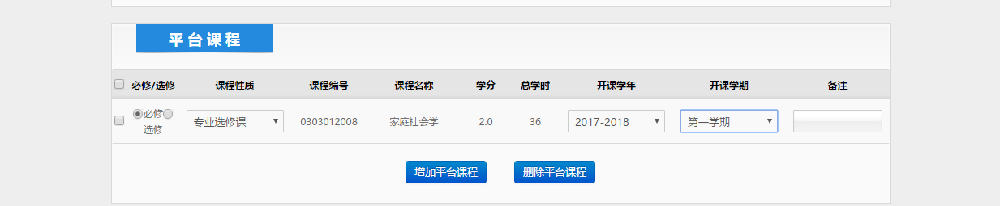 平台课程
必修/选修 课程性质 课程编号 课程名称 学分 总学时 开课学年 开课学期 备注
必修
选修
专业选修课 0303012008 家庭社会学 2.0 36 2017-2018 第一学期
增加平台课程 删除平台课程